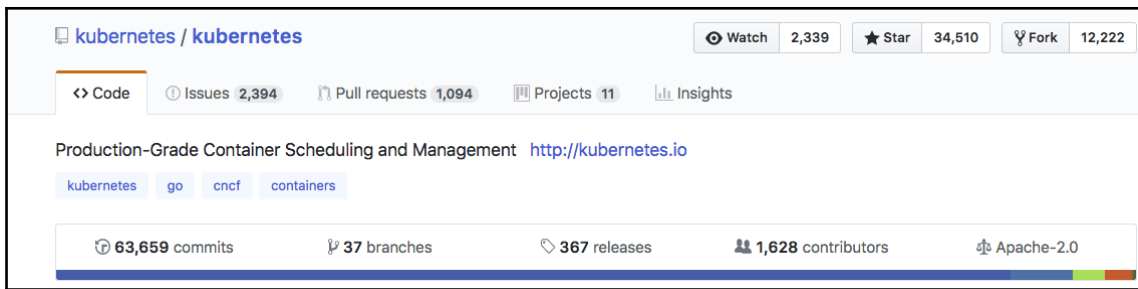 kubernetes / kubernetes Watch 2,339 Star 34,510 Fork 12,222
<> Code Issues 2,394 Pull requests 1,094 Projects 11 Insights
Production-Grade Container Scheduling and Management http://kubernetes.io
kubernetes go cncf containers
63,659 commits 37 branches 367 releases 1,628 contributors Apache-2.0